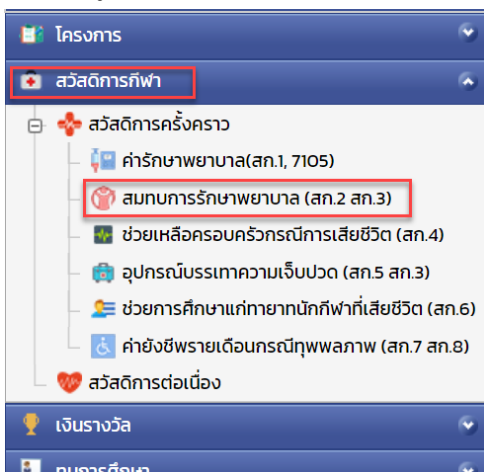 โครงการ
สวัสดิการกีฬา
สวัสดิการครั้งคราว
ค่ารักษาพยาบาล(สก.1, 7105)
สมทบการรักษาพยาบาล (สก.2 สก.3)
ช่วยเหลือครอบครัวกรณีการเสียชีวิต (สก.4)
อุปกรณ์บรรเทาความเจ็บปวด (สก.5 สก.3)
ช่วยการศึกษาแก่ทายาทนักกีฬาที่เสียชีวิต (สก.6)
ค่ายังชีพรายเดือนกรณีทุพพลภาพ (สก.7 สก.8)
สวัสดิการต่อเนื่อง
เงินรางวัล
ทุนการศึกษา